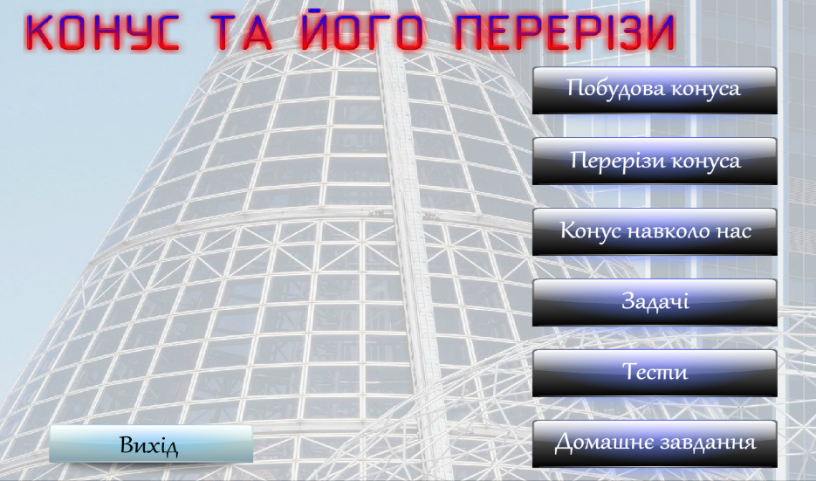 КОНУС ТА ЙОГО ПЕРЕРІЗИ
Побудова конуса
Перерізи конуса
Конус навколо нас
Задачі
Тести
Домашнє завдання
Вихід